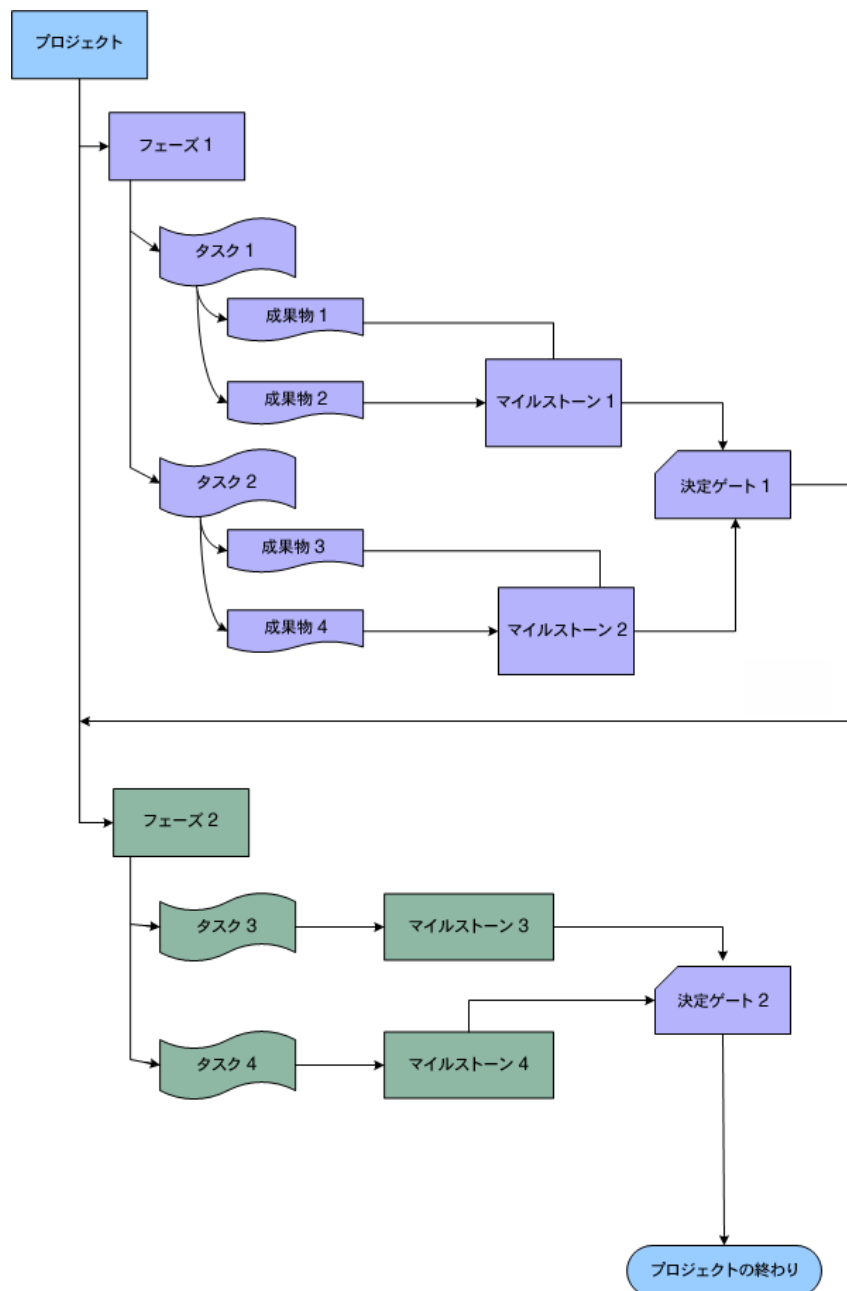 プロジェクト
フェーズ 1
タスク 1
成果物 1
成果物 2
マイルストーン 1
タスク 2
決定ゲート 1
成果物 3
成果物 4
マイルストーン 2
フェーズ 2
タスク 3
マイルストーン 3
決定ゲート 2
タスク 4
マイルストーン 4
プロジェクトの終わり